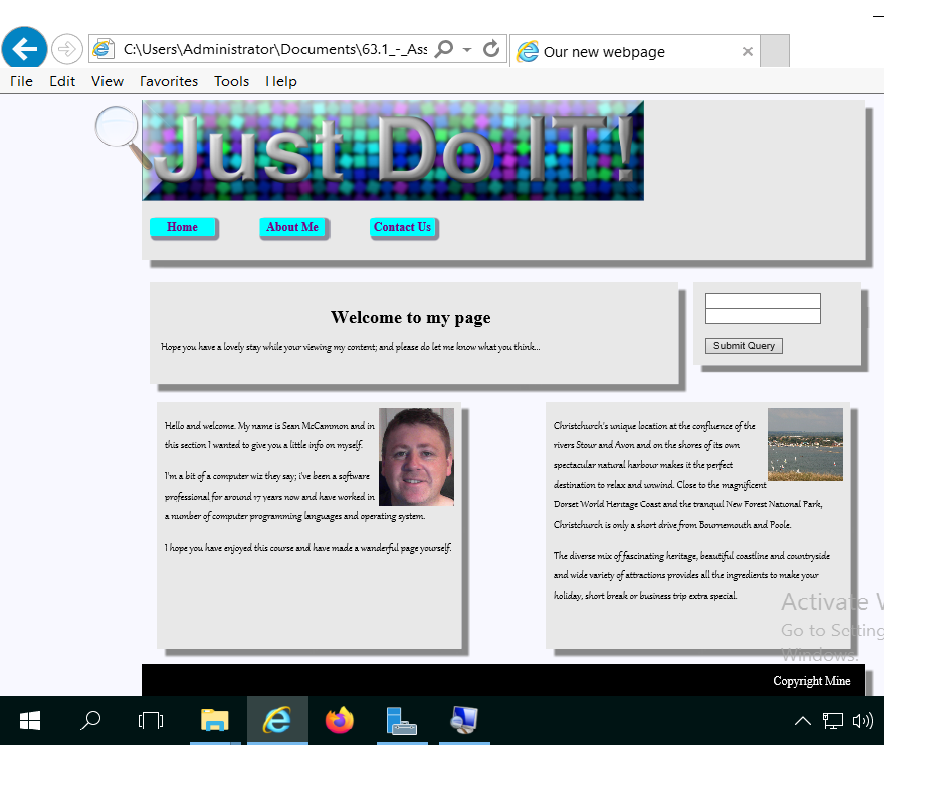 C:\Users\Administrator\Documents\63.1_-_Ass
Our new webpage
File Edit View Favorites Tools Help
Just Do IT!
Home About Me Contact Us
Welcome to my page
Hope you have a lovely stay while your viewing my content; and please do let me know what you think...
Submit Query
Hello and welcome. My name is Sean McCammon and in
this section I wanted to give you a little info on myself.
I'm a bit of a computer wiz they say; i've been a software
professional for around 17 years now and have worked in
a number of computer programming languages and operating system.
I hope you have enjoyed this course and have made a wanderful page yourself.
Christchurch's unique location at the confluence of the
rivers Stour and Avon and on the shores of its own
spectacular natural harbour makes it the perfect
destination to relax and unwind. Close to the magnificent
Dorset World Heritage Coast and the tranquil New Forest National Park,
Christchurch is only a short drive from Bournemouth and Poole.
The diverse mix of fascinating heritage, beautiful coastline and countryside
and wide variety of attractions provides all the ingredients to make your
holiday, short break or business trip extra special.
Activate W
Go to Setting
Windows.
Copyright Mine